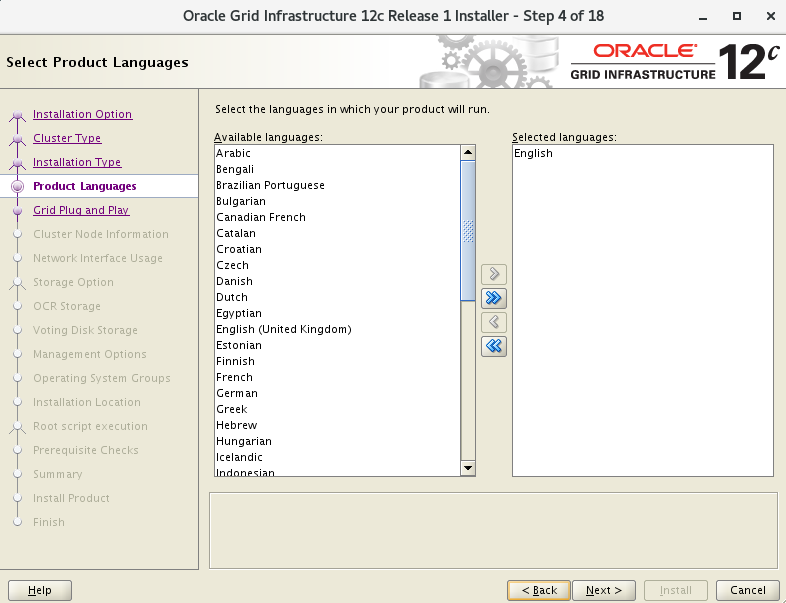 Oracle Grid Infrastructure 12c Release 1 Installer - Step 4 of 18
Select Product Languages
ORACLE
GRID INFRASTRUCTURE
12c
Installation Option
Cluster Type
Installation Type
Product Languages
Grid Plug and Play
Cluster Node Information
Network Interface Usage
Storage Option
OCR Storage
Voting Disk Storage
Management Options
Operating System Groups
Installation Location
Root script execution
Prerequisite Checks
Summary
Install Product
Finish
Select the languages in which your product will run.
Available languages:
Arabic
Bengali
Brazilian Portuguese
Bulgarian
Canadian French
Catalan
Croatian
Czech
Danish
Dutch
Egyptian
English (United Kingdom)
Estonian
Finnish
French
German
Greek
Hebrew
Hungarian
Icelandic
Indonesian
Selected languages:
English
Help
< Back
Next >
Install
Cancel